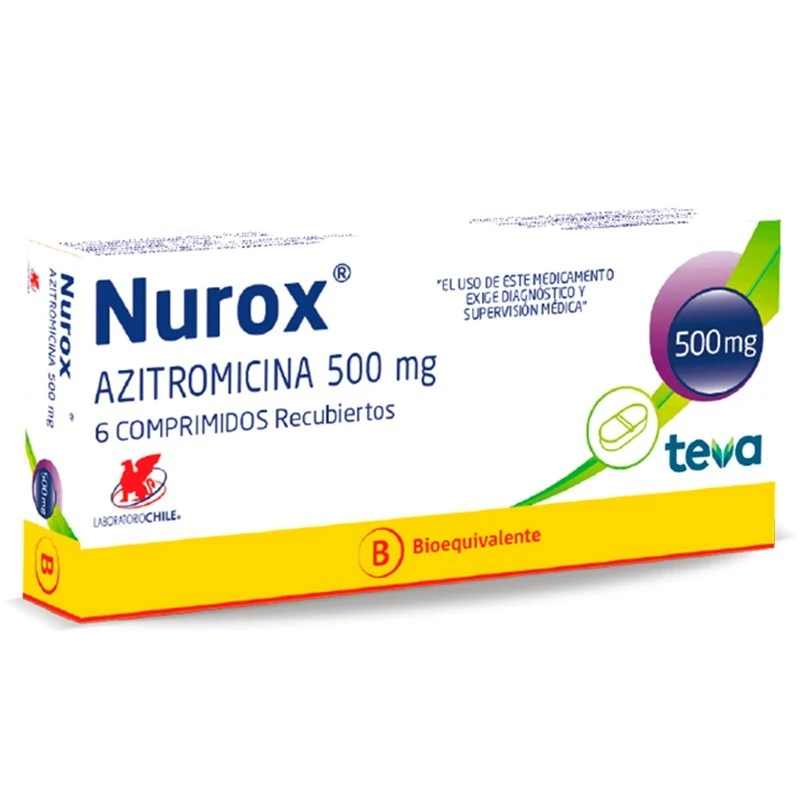 Nurox®
AZITROMICINA 500 mg
6 COMPRIMIDOS Recubiertos
LABORATORIOCHILE®
"EL USO DE ESTE MEDICAMENTO
EXIGE DIAGNÓSTICO Y
SUPERVISIÓN MÉDICA"
500 mg
teva
B Bioequivalente
Nurox®
AZITROMICINA 500 mg
500 mg
B